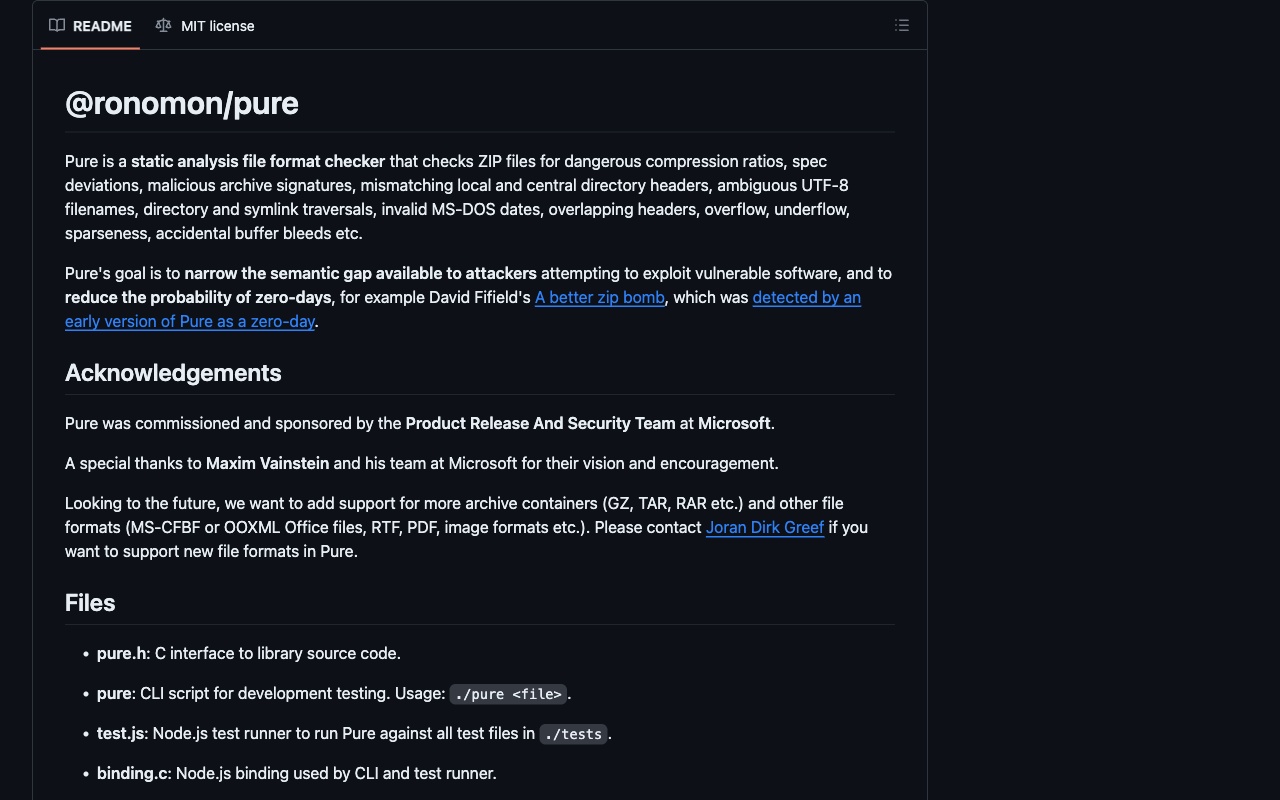 README MIT license
@ronomon/pure
Pure is a static analysis file format checker that checks ZIP files for dangerous compression ratios, spec
deviations, malicious archive signatures, mismatching local and central directory headers, ambiguous UTF-8
filenames, directory and symlink traversals, invalid MS-DOS dates, overlapping headers, overflow, underflow,
sparseness, accidental buffer bleeds etc.
Pure's goal is to narrow the semantic gap available to attackers attempting to exploit vulnerable software, and to
reduce the probability of zero-days, for example David Fifield's A better zip bomb, which was detected by an
early version of Pure as a zero-day.
Acknowledgements
Pure was commissioned and sponsored by the Product Release And Security Team at Microsoft.
A special thanks to Maxim Vainstein and his team at Microsoft for their vision and encouragement.
Looking to the future, we want to add support for more archive containers (GZ, TAR, RAR etc.) and other file
formats (MS-CFBF or OOXML Office files, RTF, PDF, image formats etc.). Please contact Joran Dirk Greef if you
want to support new file formats in Pure.
Files
• pure.h: C interface to library source code.
• pure: CLI script for development testing. Usage: ./pure <file>.
• test.js: Node.js test runner to run Pure against all test files in ./tests.
• binding.c: Node.js binding used by CLI and test runner.